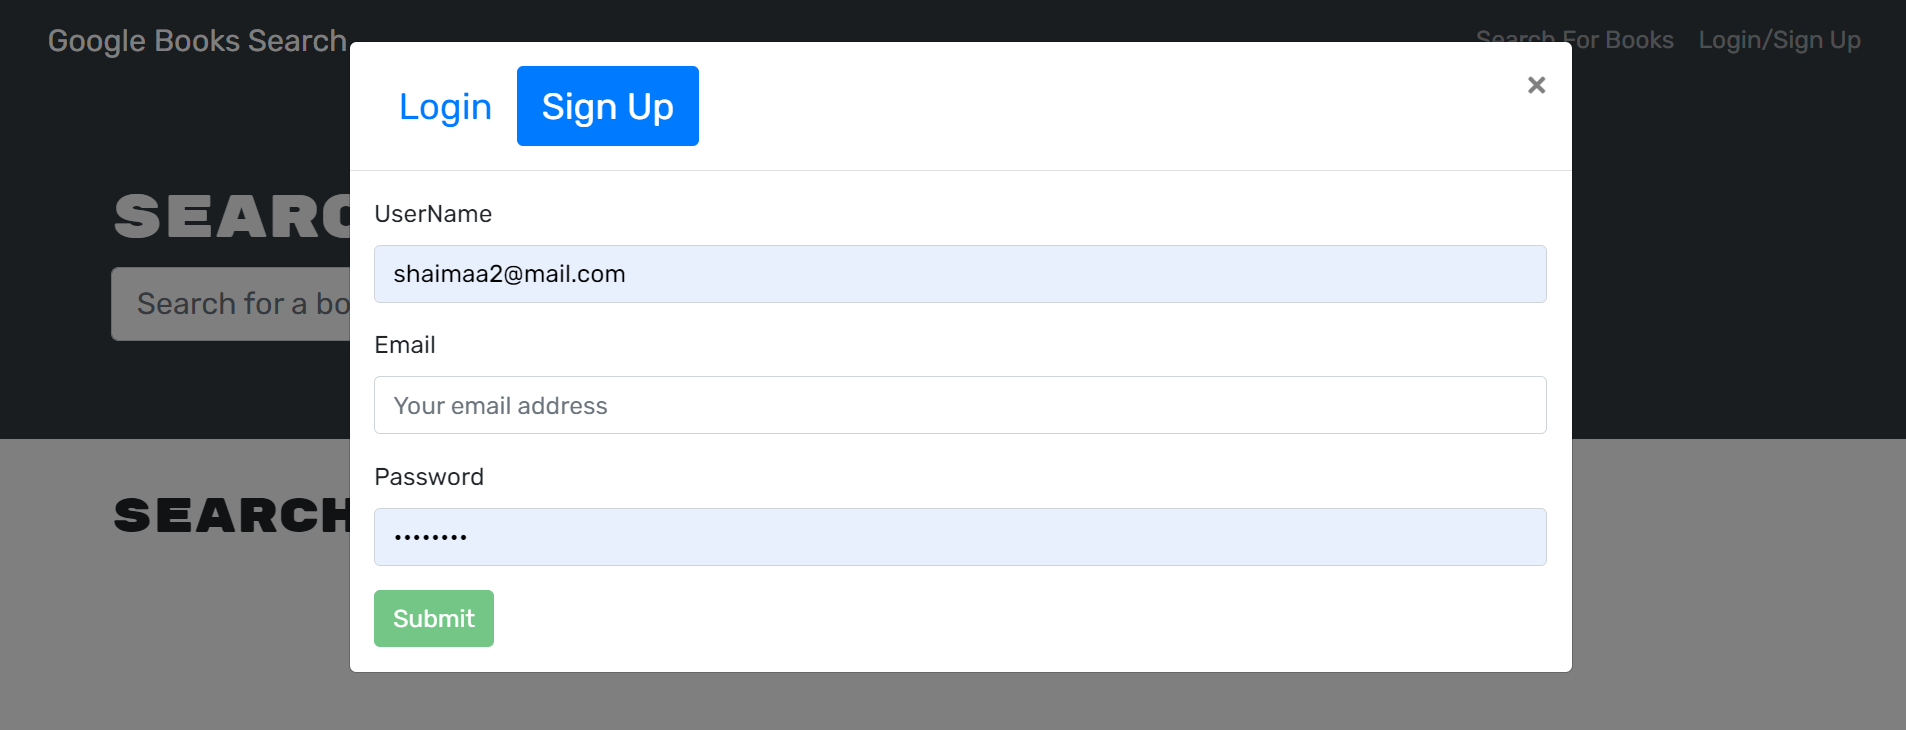 Google Books Search
Search For Books
Login/Sign Up
Login
Sign Up
×
UserName
shaimaa2@mail.com
Search for a bo
Email
Your email address
Password
••••••••
SEARCH
Submit